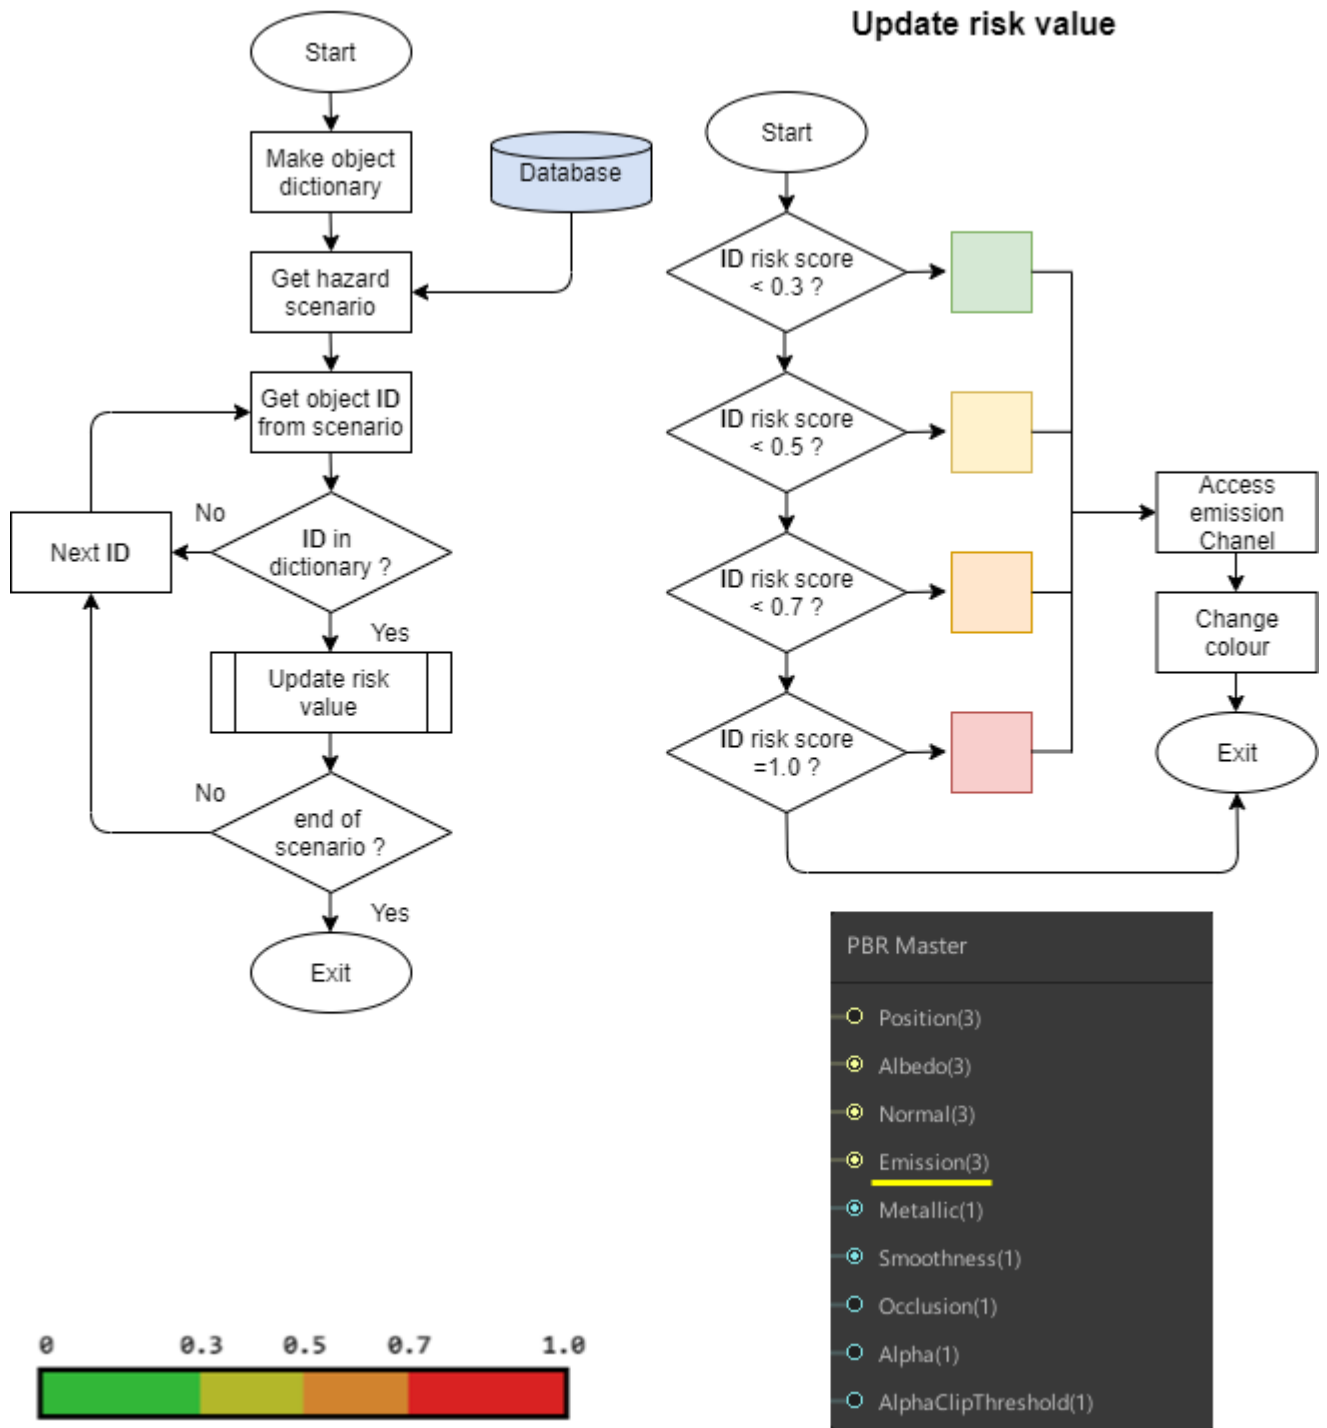 Update risk value
Start
Make object
dictionary
Database
Get hazard
scenario
Get object ID
from scenario
No
Next ID
ID in
dictionary ?
Yes
Update risk
value
No
end of
scenario ?
Yes
Exit
Start
ID risk score
< 0.3 ?
ID risk score
< 0.5 ?
ID risk score
< 0.7 ?
ID risk score
=1.0 ?
Access
emission
Chanel
Change
colour
Exit
PBR Master
Position(3)
Albedo(3)
Normal(3)
Emission(3)
Metallic(1)
Smoothness(1)
Occlusion(1)
Alpha(1)
AlphaClipThreshold(1)
0 0.3 0.5 0.7 1.0